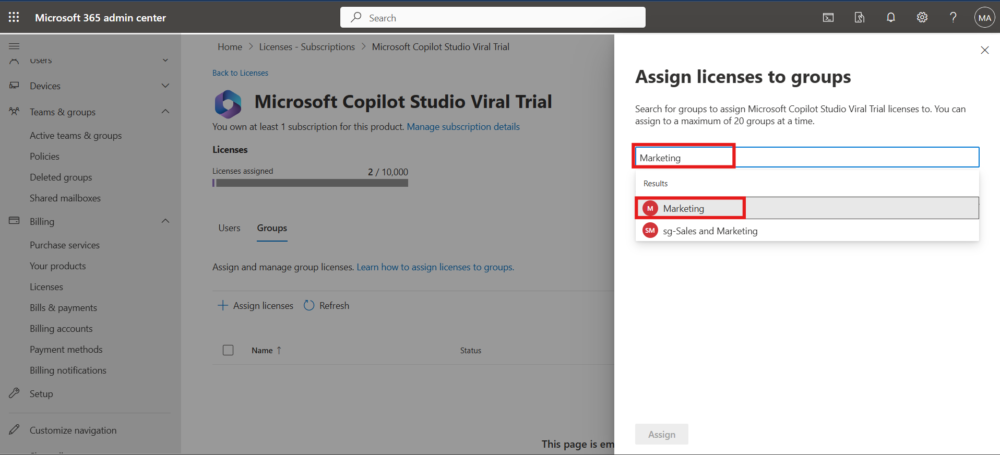 Microsoft 365 admin center
Search
MA
Users
Devices
Teams & groups
Active teams & groups
Policies
Deleted groups
Shared mailboxes
Billing
Purchase services
Your products
Licenses
Bills & payments
Billing accounts
Payment methods
Billing notifications
Setup
Customize navigation
Home > Licenses - Subscriptions > Microsoft Copilot Studio Viral Trial
Back to Licenses
Microsoft Copilot Studio Viral Trial
You own at least 1 subscription for this product. Manage subscription details
Licenses
Licenses assigned 2 / 10,000
Users Groups
Assign and manage group licenses. Learn how to assign licenses to groups.
Assign licenses Refresh
Name ↑ Status
This page is em
Assign licenses to groups
Search for groups to assign Microsoft Copilot Studio Viral Trial licenses to. You can
assign to a maximum of 20 groups at a time.
Marketing
Results
M Marketing
SM sg-Sales and Marketing
Assign